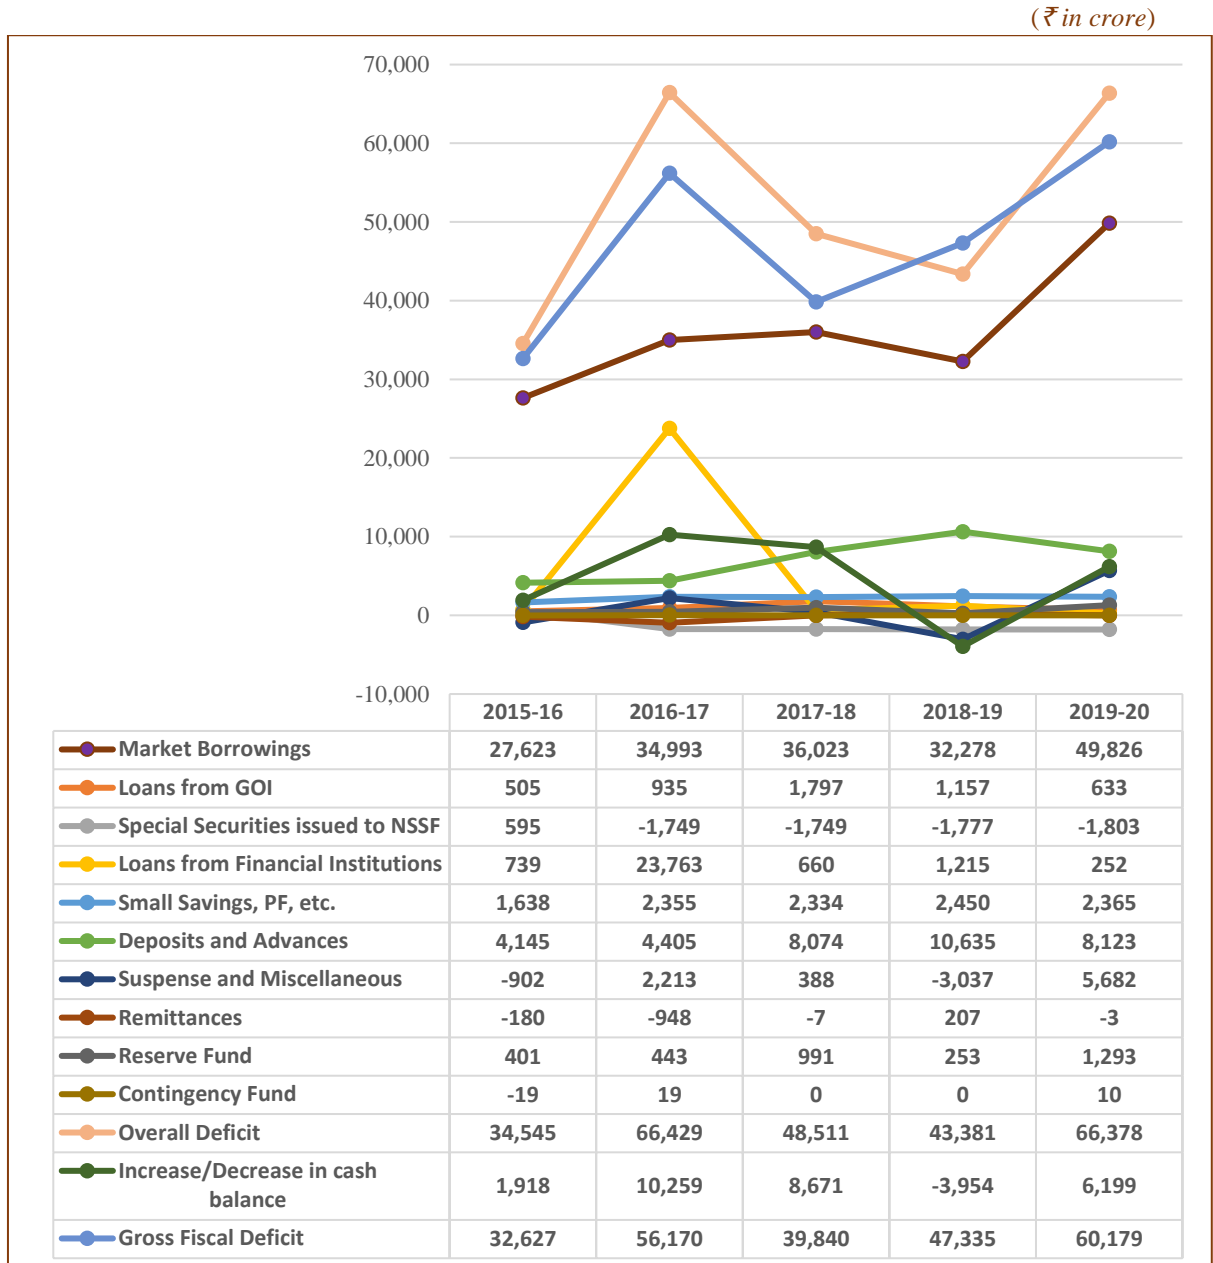 (₹ in crore)
70,000
60,000
50,000
40,000
30,000
20,000
10,000
0
-10,000
2015-16 2016-17 2017-18 2018-19 2019-20
Market Borrowings 27,623 34,993 36,023 32,278 49,826
Loans from GOI 505 935 1,797 1,157 633
Special Securities issued to NSSF 595 -1,749 -1,749 -1,777 -1,803
Loans from Financial Institutions 739 23,763 660 1,215 252
Small Savings, PF, etc. 1,638 2,355 2,334 2,450 2,365
Deposits and Advances 4,145 4,405 8,074 10,635 8,123
Suspense and Miscellaneous -902 2,213 388 -3,037 5,682
Remittances -180 -948 -7 207 -3
Reserve Fund 401 443 991 253 1,293
Contingency Fund -19 19 0 0 10
Overall Deficit 34,545 66,429 48,511 43,381 66,378
Increase/Decrease in cash
balance 1,918 10,259 8,671 -3,954 6,199
Gross Fiscal Deficit 32,627 56,170 39,840 47,335 60,179